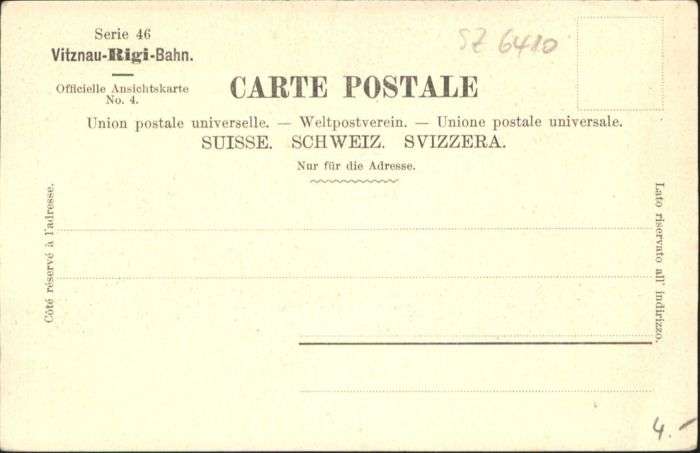 Serie 46
Vitznau-Rigi-Bahn.
Officielle Ansichtskarte
No. 4.
SZ 6410
CARTE POSTALE
Union postale universelle. — Weltpostverein. — Unione postale universale.
SUISSE. SCHWEIZ. SVIZZERA.
Nur für die Adresse.
Côté réservé à l'adresse.
Lato riservato all' indirizzo.
4.-